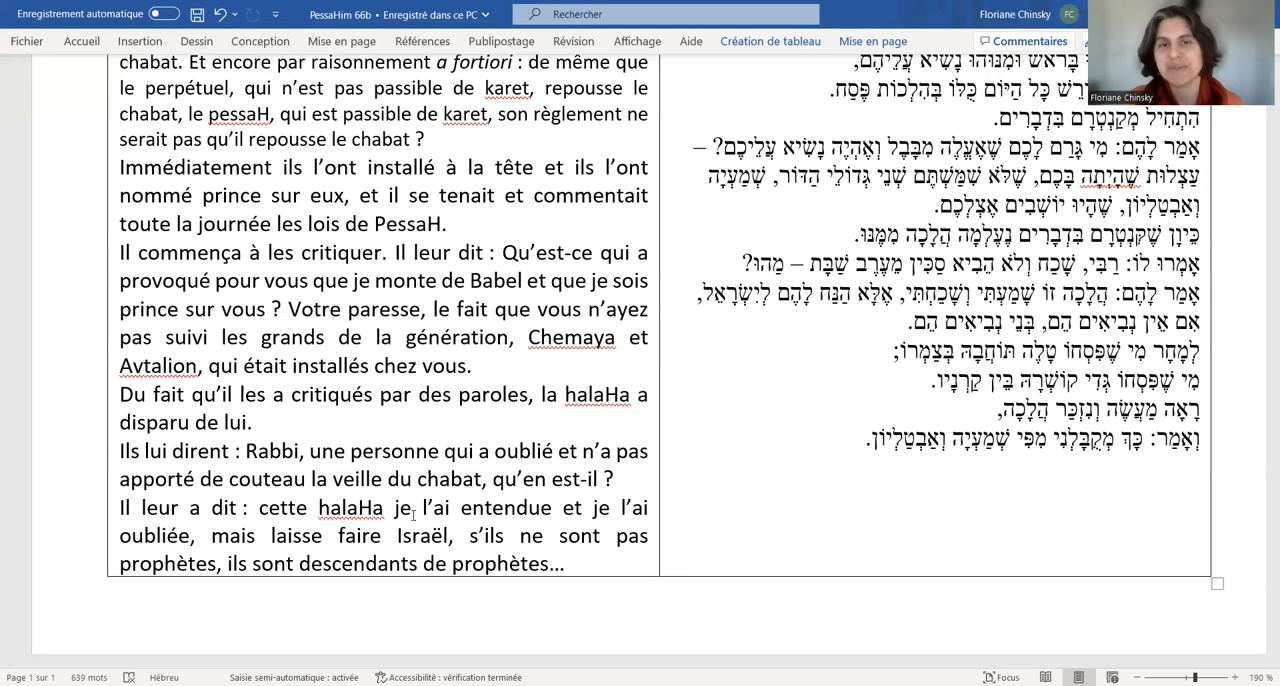 Enregistrement automatique
PessaHim 66b • Enregistré dans ce PC
Rechercher
Floriane Chinsky
FC
Fichier Accueil Insertion Dessin Conception Mise en page Références Publipostage Révision Affichage Aide Création de tableau Mise en page
Commentaires
Floriane Chinsky
chabat. Et encore par raisonnement a fortiori : de même que
le perpétuel, qui n’est pas passible de karet, repousse le
chabat, le pessaH, qui est passible de karet, son règlement ne
serait pas qu’il repousse le chabat ?
Immédiatement ils l’ont installé à la tête et ils l’ont
nommé prince sur eux, et il se tenait et commentait
toute la journée les lois de PessaH.
Il commença à les critiquer. Il leur dit : Qu’est-ce qui a
provoqué pour vous que je monte de Babel et que je sois
prince sur vous ? Votre paresse, le fait que vous n’ayez
pas suivi les grands de la génération, Chemaya et
Avtalion, qui était installés chez vous.
Du fait qu’il les a critiqués par des paroles, la halaHa a
disparu de lui.
Ils lui dirent : Rabbi, une personne qui a oublié et n’a pas
apporté de couteau la veille du chabat, qu’en est-il ?
Il leur a dit : cette halaHa je l’ai entendue et je l’ai
oubliée, mais laisse faire Israël, s’ils ne sont pas
prophètes, ils sont descendants de prophètes…
בָּרֹאשׁ וּמִנּוּהוּ נָשִׂיא עֲלֵיהֶם,
כָּל הַיּוֹם כֻּלּוֹ בְּהִלְכוֹת פֶּסַח.
הִתְחִיל מְקַנְטְרָם בִּדְבָרִים.
אָמַר לָהֶם: מִי גָּרַם לָכֶם שֶׁאֶעֱלֶה מִבָּבֶל וְאֶהְיֶה נָשִׂיא עֲלֵיכֶם? –
עַצְלוּת שֶׁהָיְתָה בָּכֶם, שֶׁלֹּא שִׁמַּשְׁתֶּם שְׁנֵי גְּדוֹלֵי הַדּוֹר, שְׁמַעְיָה
וְאַבְטַלְיוֹן, שֶׁהָיוּ יוֹשְׁבִים אֶצְלְכֶם.
כֵּיוָן שֶׁקִּנְטְרָם בִּדְבָרִים נֶעֶלְמָה הֲלָכָה מִמֶּנּוּ.
אָמְרוּ לוֹ: רַבִּי, שָׁכַח וְלֹא הֵבִיא סַכִּין מֵעֶרֶב שַׁבָּת – מַהוּ?
אָמַר לָהֶם: הֲלָכָה זוֹ שָׁמַעְתִּי וְשָׁכַחְתִּי, אֶלָּא הַנַּח לָהֶם לְיִשְׂרָאֵל,
אִם אֵין נְבִיאִים הֵם, בְּנֵי נְבִיאִים הֵם.
לְמָחָר מִי שֶׁפִּסְחוֹ טָלֶה תּוֹחֲבָהּ בְּצַמְרוֹ;
מִי שֶׁפִּסְחוֹ גְּדִי קוֹשְׁרָהּ בֵּין קַרְנָיו.
רָאָה מַעֲשֶׂה וְנִזְכַּר הֲלָכָה,
וְאָמַר: כָּךְ מְקֻבָּלְנִי מִפִּי שְׁמַעְיָה וְאַבְטַלְיוֹן.
Page 1 sur 1 639 mots Hébreu Saisie semi-automatique : activée Accessibilité : vérification terminée Focus 190 %